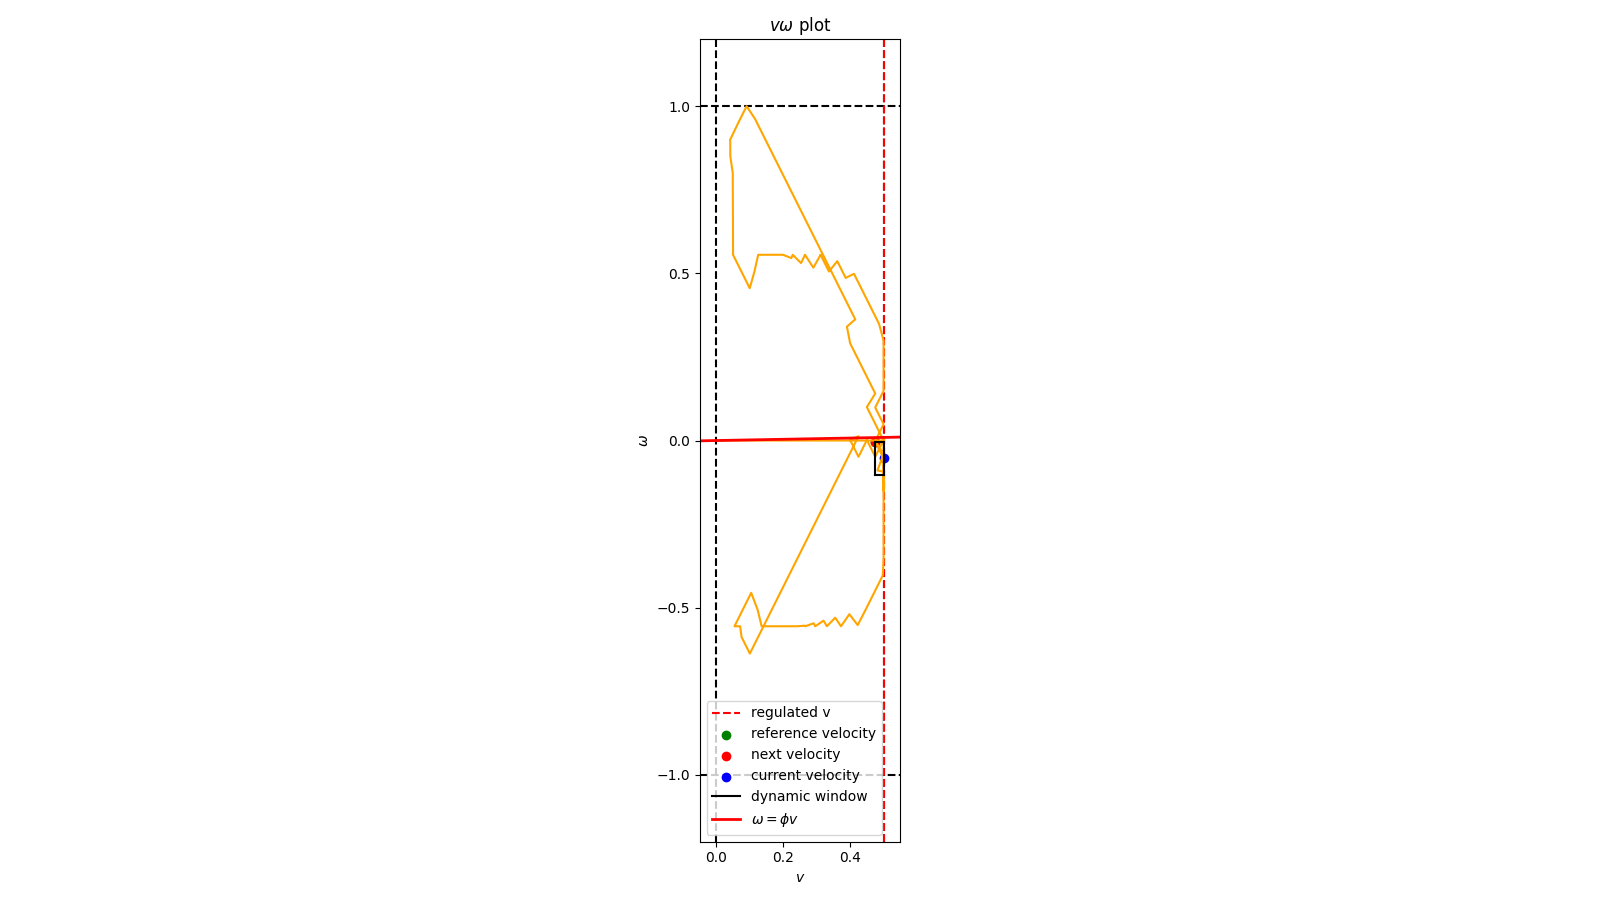 vω plot
ω
1.0
0.5
0.0
−0.5
−1.0
regulated v
reference velocity
next velocity
current velocity
dynamic window
ω = ϕv
0.0 0.2 0.4
v